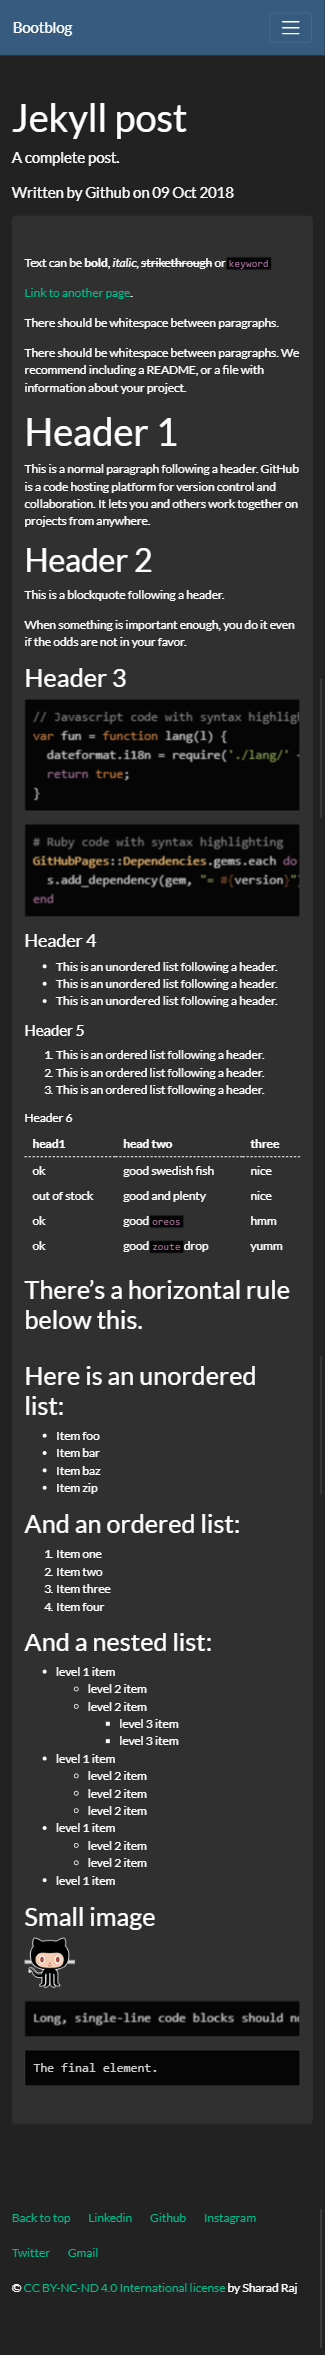 Bootblog
Jekyll post
A complete post.
Written by Github on 09 Oct 2018
Text can be bold, italic, strikethrough or keyword
Link to another page.
There should be whitespace between paragraphs.
There should be whitespace between paragraphs. We
recommend including a README, or a file with
information about your project.
Header 1
This is a normal paragraph following a header. GitHub
is a code hosting platform for version control and
collaboration. It lets you and others work together on
projects from anywhere.
Header 2
This is a blockquote following a header.
When something is important enough, you do it even
if the odds are not in your favor.
Header 3
// Javascript code with syntax highlig
var fun = function lang(l) {
  dateformat.i18n = require('./lang/'
  return true;
}
# Ruby code with syntax highlighting
GitHubPages::Dependencies.gems.each do
  s.add_dependency(gem, "= #{version}"
end
Header 4
• This is an unordered list following a header.
• This is an unordered list following a header.
• This is an unordered list following a header.
Header 5
1. This is an ordered list following a header.
2. This is an ordered list following a header.
3. This is an ordered list following a header.
Header 6
head1 head two three
ok good swedish fish nice
out of stock good and plenty nice
ok good oreos hmm
ok good zoute drop yumm
There's a horizontal rule
below this.
Here is an unordered
list:
• Item foo
• Item bar
• Item baz
• Item zip
And an ordered list:
1. Item one
2. Item two
3. Item three
4. Item four
And a nested list:
• level 1 item
◦ level 2 item
◦ level 2 item
▪ level 3 item
▪ level 3 item
• level 1 item
◦ level 2 item
◦ level 2 item
◦ level 2 item
• level 1 item
◦ level 2 item
◦ level 2 item
• level 1 item
Small image
Long, single-line code blocks should
The final element.
Back to top Linkedin Github Instagram
Twitter Gmail
© CC BY-NC-ND 4.0 International license by Sharad Raj